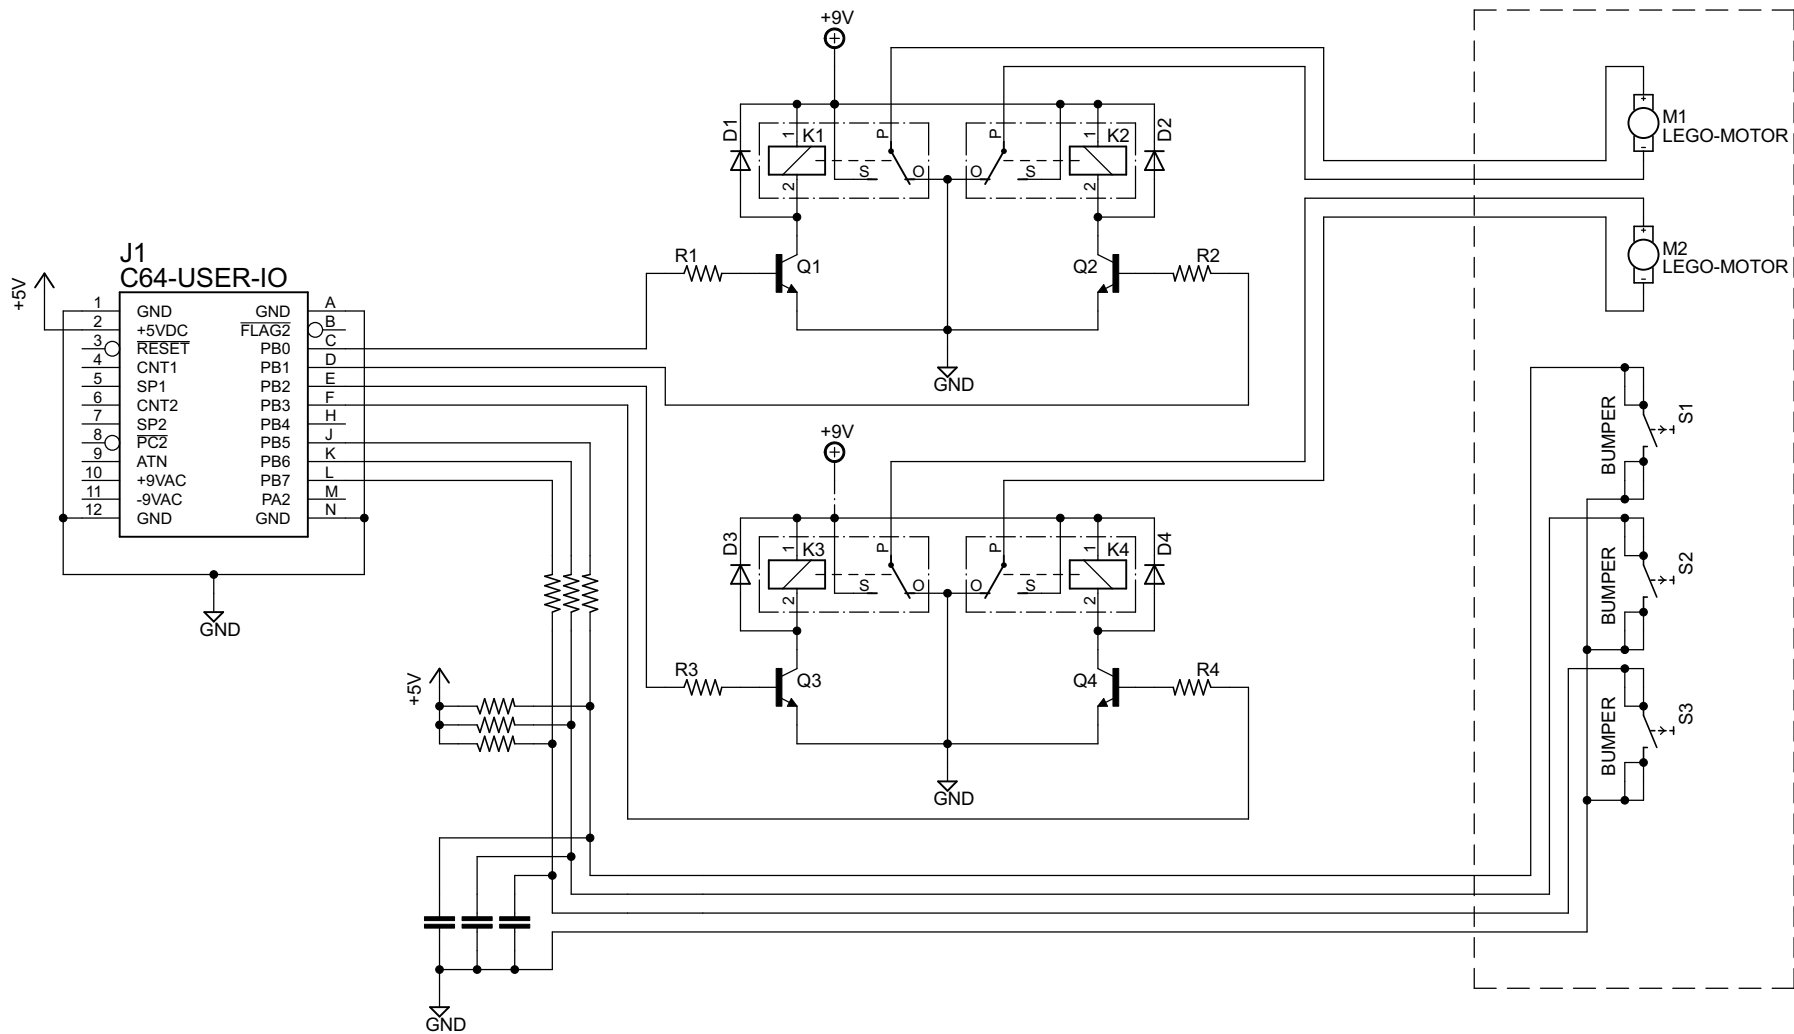 +9V
D1
K1
1
2
P
S
O
P
O
S
K2
1
2
D2
M1
LEGO-MOTOR
M2
LEGO-MOTOR
R1
Q1
Q2
R2
GND
J1
C64-USER-IO
+5V
1 GND GND A
2 +5VDC FLAG2 B
3 RESET PB0 C
4 CNT1 PB1 D
5 SP1 PB2 E
6 CNT2 PB3 F
7 SP2 PB4 H
8 PC2 PB5 J
9 ATN PB6 K
10 +9VAC PB7 L
11 -9VAC PA2 M
12 GND GND N
GND
+9V
D3
K3
1
2
P
S
O
P
O
S
K4
1
2
D4
R3
Q3
Q4
R4
GND
BUMPER
S1
BUMPER
S2
BUMPER
S3
+5V
GND